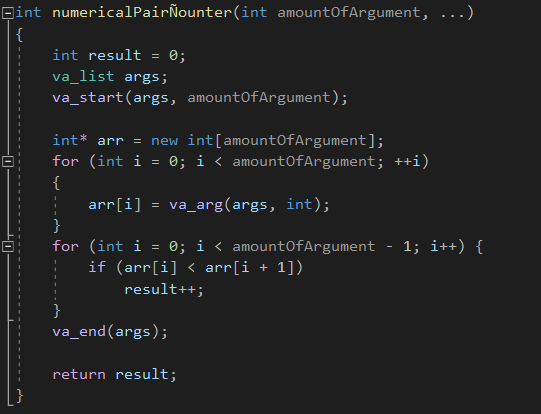 int numericalPairÑounter(int amountOfArgument, ...)
{
    int result = 0;
    va_list args;
    va_start(args, amountOfArgument);

    int* arr = new int[amountOfArgument];
    for (int i = 0; i < amountOfArgument; ++i)
    {
        arr[i] = va_arg(args, int);
    }
    for (int i = 0; i < amountOfArgument - 1; i++) {
        if (arr[i] < arr[i + 1])
            result++;
    }
    va_end(args);

    return result;
}